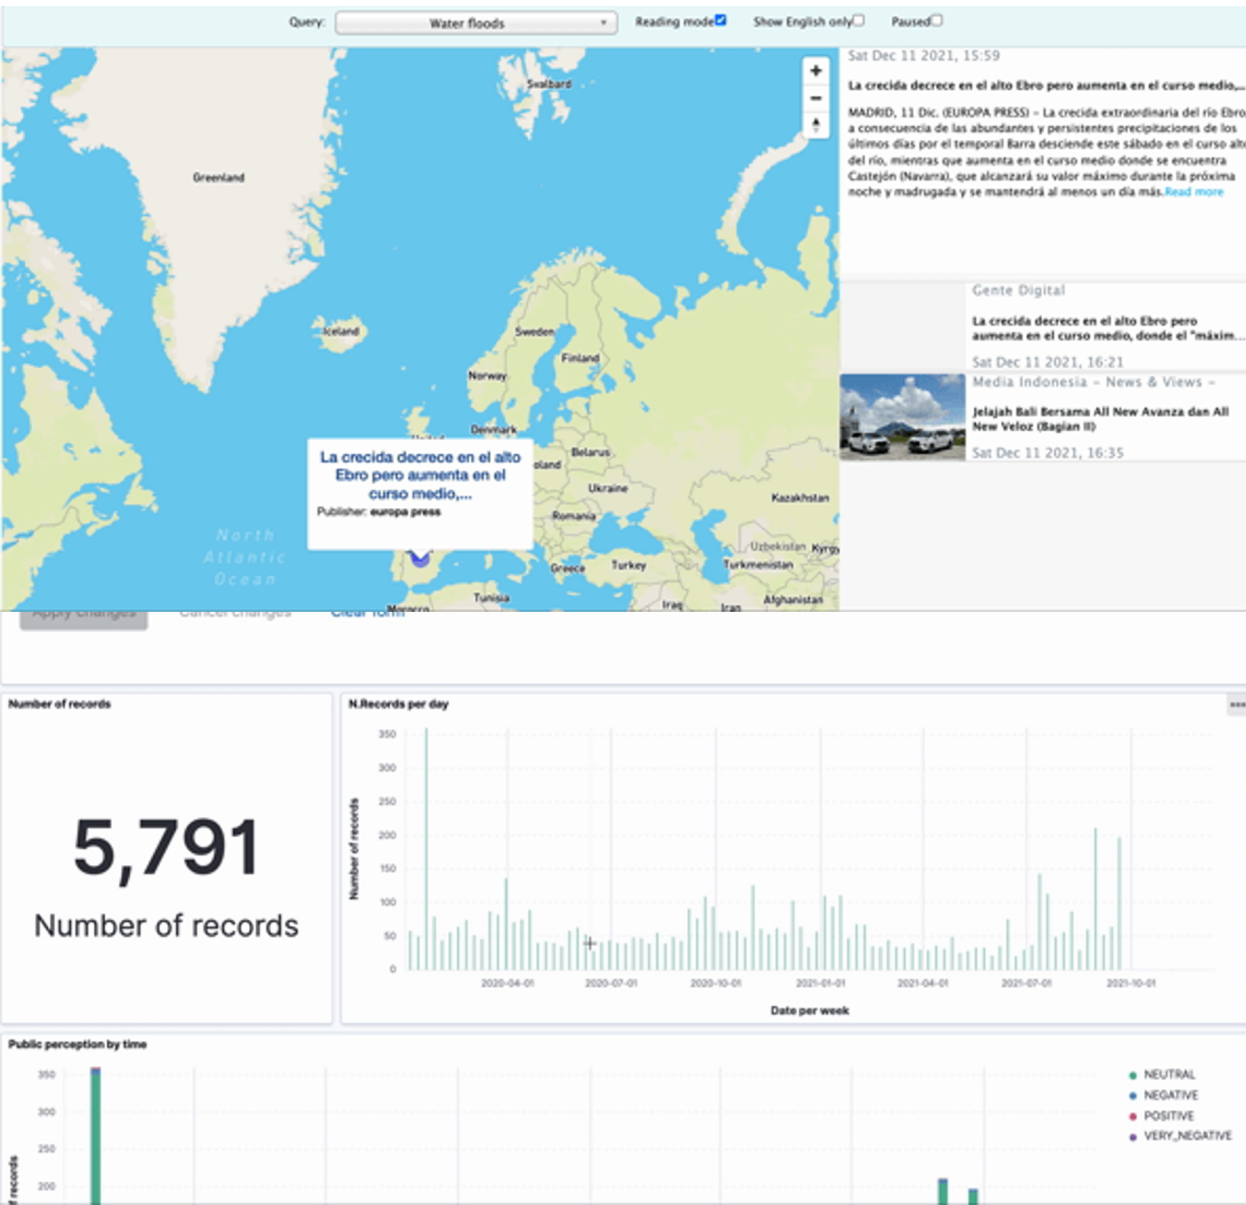 Query: Water floods Reading mode Show English only Paused
Sat Dec 11 2021, 15:59
La crecida decrece en el alto Ebro pero aumenta en el curso medio,...
MADRID, 11 Dic. (EUROPA PRESS) – La crecida extraordinaria del río Ebro
a consecuencia de las abundantes y persistentes precipitaciones de los
últimos días por el temporal Barra desciende este sábado en el curso alto
del río, mientras que aumenta en el curso medio donde se encuentra
Castejón (Navarra), que alcanzará su valor máximo durante la próxima
noche y madrugada y se mantendrá al menos un día más.Read more
Gente Digital
La crecida decrece en el alto Ebro pero
aumenta en el curso medio, donde el "máxim...
Sat Dec 11 2021, 16:21
Media Indonesia – News & Views –
Jelajah Bali Bersama All New Avanza dan All
New Veloz (Bagian II)
Sat Dec 11 2021, 16:35
Svalbard
Greenland
Iceland
Sweden
Finland
Norway
Denmark
Belarus
oland
Ukraine
Kazakhstan
Romania
Uzbekistan Kyrgy
Greece
Turkey
Turkmenistan
Tunisia
Afghanistan
Morocco
Iraq
Iran
North
Atlantic
Ocean
La crecida decrece en el alto
Ebro pero aumenta en el
curso medio,...
Publisher: europa press
Apply changes Cancel changes Clear form
Number of records
5,791
Number of records
N.Records per day
350
300
250
200
150
100
50
0
Number of records
2020-04-01 2020-07-01 2020-10-01 2021-01-01 2021-04-01 2021-07-01 2021-10-01
Date per week
Public perception by time
350
300
250
200
f records
NEUTRAL
NEGATIVE
POSITIVE
VERY_NEGATIVE